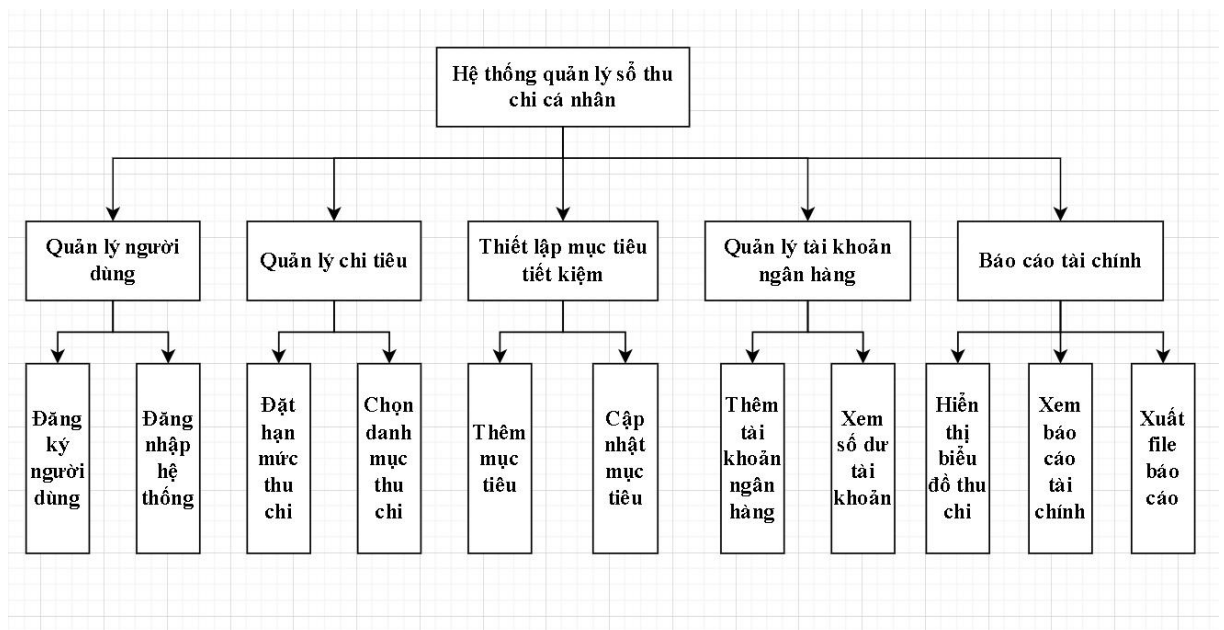 Hệ thống quản lý sổ thu
chi cá nhân
Quản lý người
dùng
Quản lý chi tiêu
Thiết lập mục tiêu
tiết kiệm
Quản lý tài khoản
ngân hàng
Báo cáo tài chính
Đăng
ký
người
dùng
Đăng
nhập
hệ
thống
Đặt
hạn
mức
thu
chi
Chọn
danh
mục
thu
chi
Thêm
mục
tiêu
Cập
nhật
mục
tiêu
Thêm
tài
khoản
ngân
hàng
Xem
số dư
tài
khoản
Hiển
thị
biểu
đồ thu
chi
Xem
báo
cáo
tài
chính
Xuất
file
báo
cáo